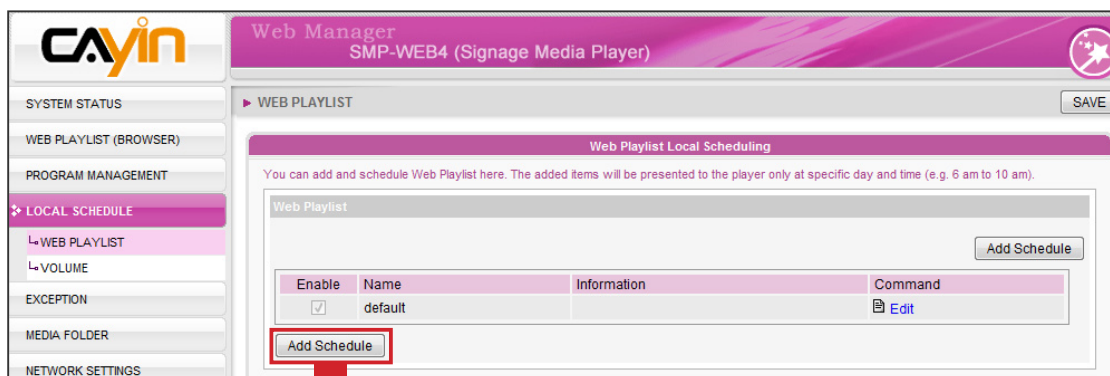 CAYIN
Web Manager
SMP-WEB4 (Signage Media Player)
SYSTEM STATUS
WEB PLAYLIST (BROWSER)
PROGRAM MANAGEMENT
LOCAL SCHEDULE
WEB PLAYLIST
VOLUME
EXCEPTION
MEDIA FOLDER
NETWORK SETTINGS
WEB PLAYLIST
SAVE
Web Playlist Local Scheduling
You can add and schedule Web Playlist here. The added items will be presented to the player only at specific day and time (e.g. 6 am to 10 am).
Web Playlist
Add Schedule
Enable Name Information Command
default Edit
Add Schedule